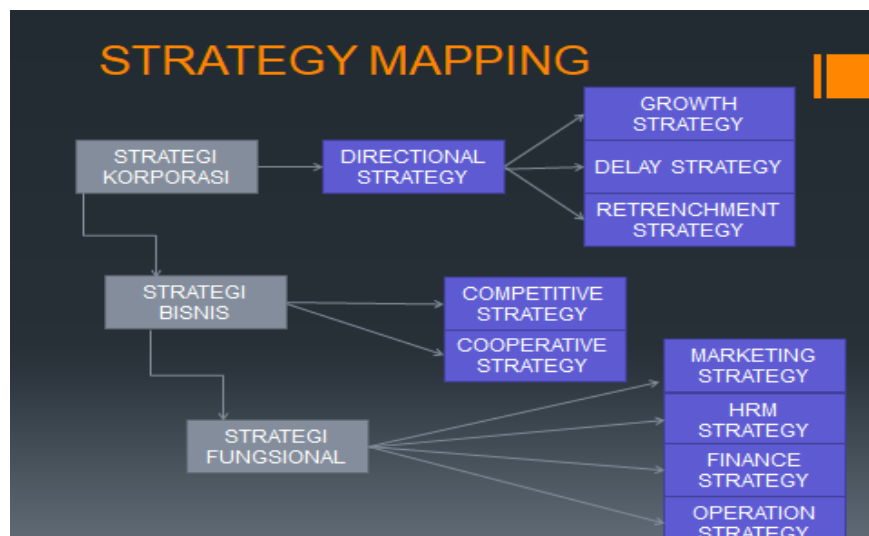 STRATEGY MAPPING
GROWTH
STRATEGY
STRATEGI
KORPORASI
DIRECTIONAL
STRATEGY
DELAY STRATEGY
RETRENCHMENT
STRATEGY
STRATEGI
BISNIS
COMPETITIVE
STRATEGY
COOPERATIVE
STRATEGY
MARKETING
STRATEGY
HRM
STRATEGY
STRATEGI
FUNGSIONAL
FINANCE
STRATEGY
OPERATION
STRATEGY